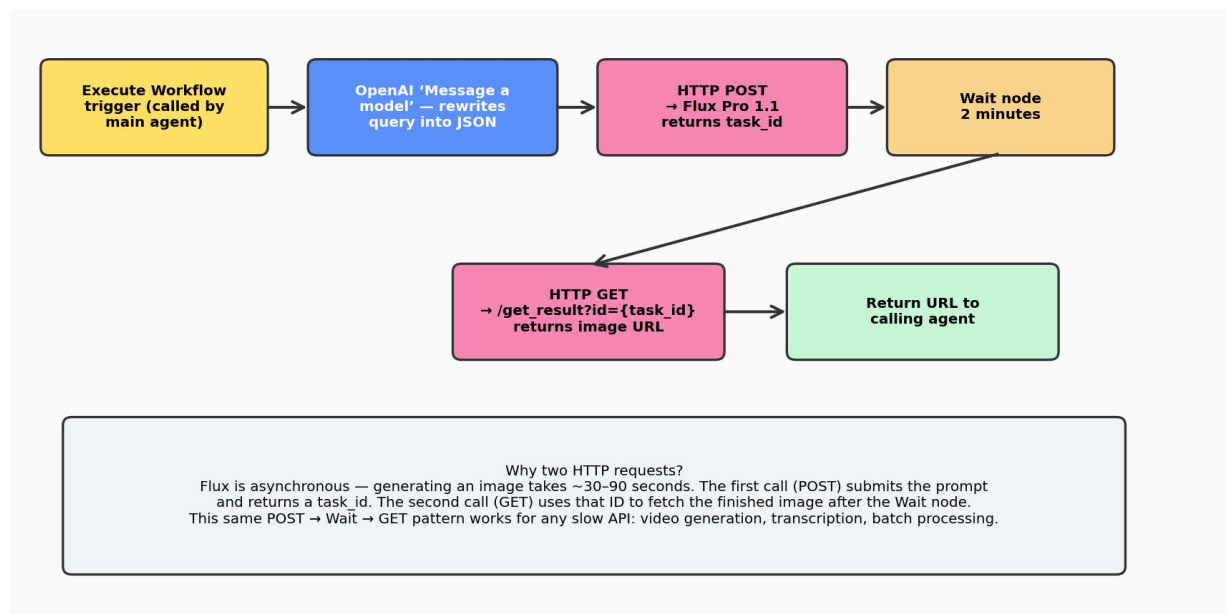 Execute Workflow
trigger (called by
main agent)
OpenAI ‘Message a
model’ — rewrites
query into JSON
HTTP POST
→ Flux Pro 1.1
returns task_id
Wait node
2 minutes
HTTP GET
→ /get_result?id={task_id}
returns image URL
Return URL to
calling agent
Why two HTTP requests?
Flux is asynchronous — generating an image takes ~30–90 seconds. The first call (POST) submits the prompt
and returns a task_id. The second call (GET) uses that ID to fetch the finished image after the Wait node.
This same POST → Wait → GET pattern works for any slow API: video generation, transcription, batch processing.